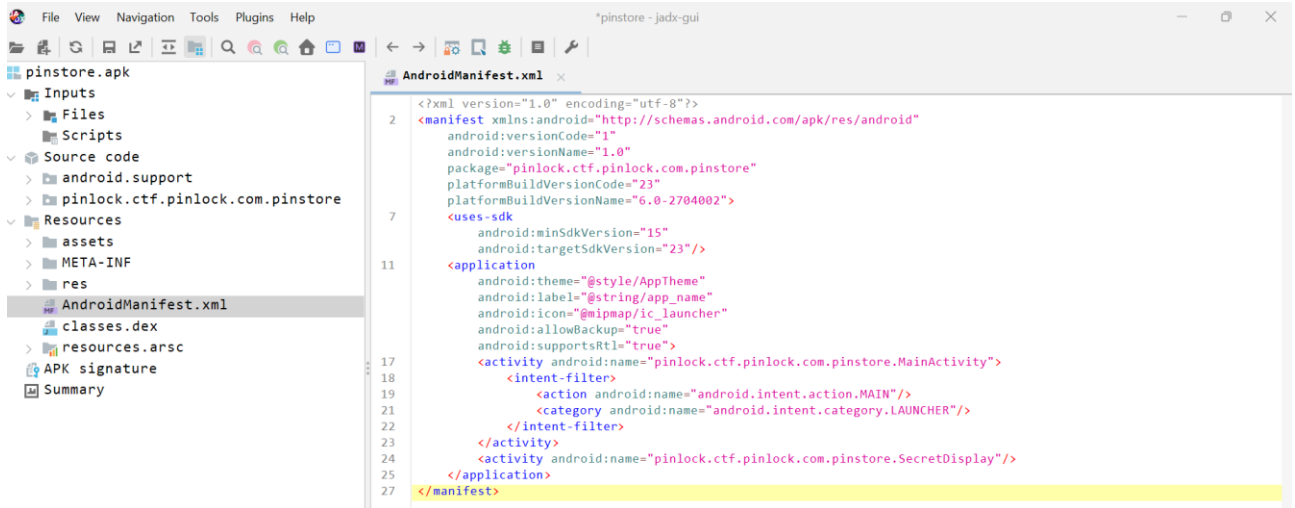 File View Navigation Tools Plugins Help
*pinstore - jadx-gui
pinstore.apk
Inputs
Files
Scripts
Source code
android.support
pinlock.ctf.pinlock.com.pinstore
Resources
assets
META-INF
res
AndroidManifest.xml
classes.dex
resources.arsc
APK signature
Summary
AndroidManifest.xml
<?xml version="1.0" encoding="utf-8"?>
2 <manifest xmlns:android="http://schemas.android.com/apk/res/android"
android:versionCode="1"
android:versionName="1.0"
package="pinlock.ctf.pinlock.com.pinstore"
platformBuildVersionCode="23"
platformBuildVersionName="6.0-2704002">
7 <uses-sdk
android:minSdkVersion="15"
android:targetSdkVersion="23"/>
11 <application
android:theme="@style/AppTheme"
android:label="@string/app_name"
android:icon="@mipmap/ic_launcher"
android:allowBackup="true"
android:supportsRtl="true">
17 <activity android:name="pinlock.ctf.pinlock.com.pinstore.MainActivity">
18 <intent-filter>
19 <action android:name="android.intent.action.MAIN"/>
21 <category android:name="android.intent.category.LAUNCHER"/>
22 </intent-filter>
23 </activity>
24 <activity android:name="pinlock.ctf.pinlock.com.pinstore.SecretDisplay"/>
25 </application>
27 </manifest>